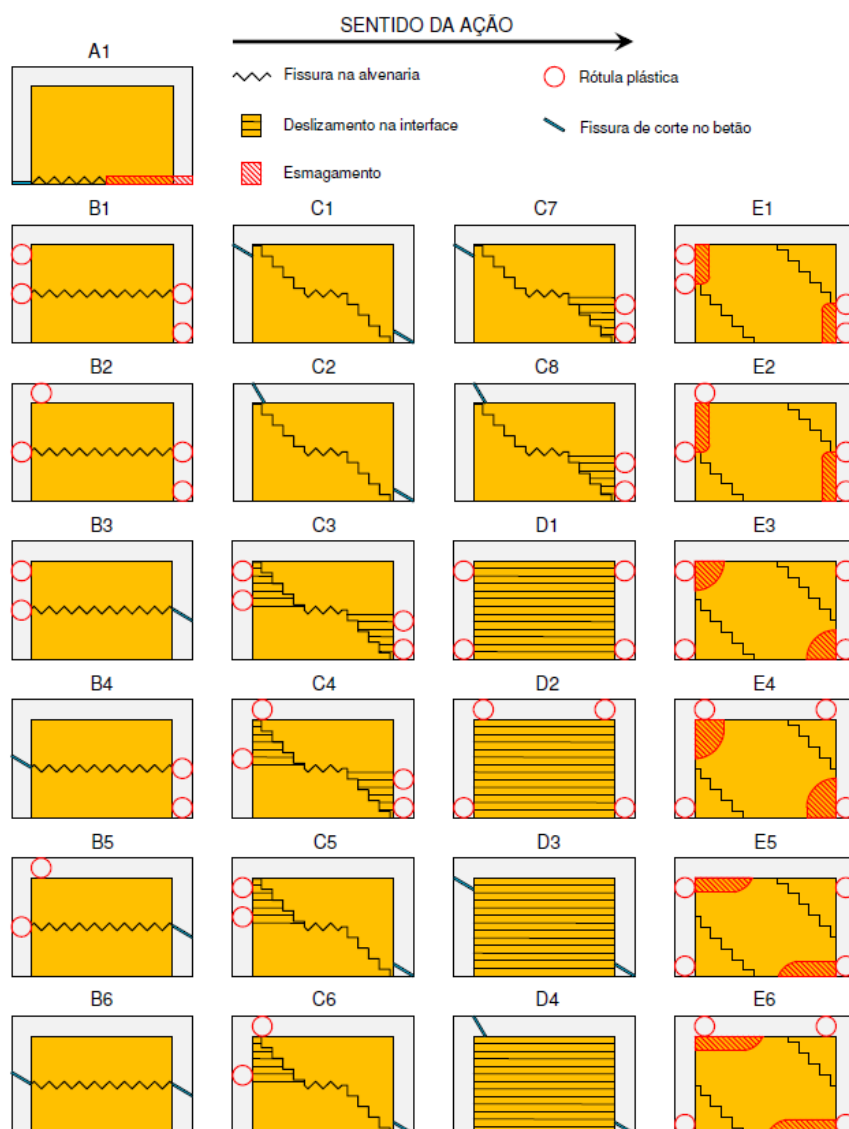 SENTIDO DA AÇÃO
A1
Fissura na alvenaria
Rótula plástica
Deslizamento na interface
Fissura de corte no betão
Esmagamento
B1 C1 C7 E1
B2 C2 C8 E2
B3 C3 D1 E3
B4 C4 D2 E4
B5 C5 D3 E5
B6 C6 D4 E6